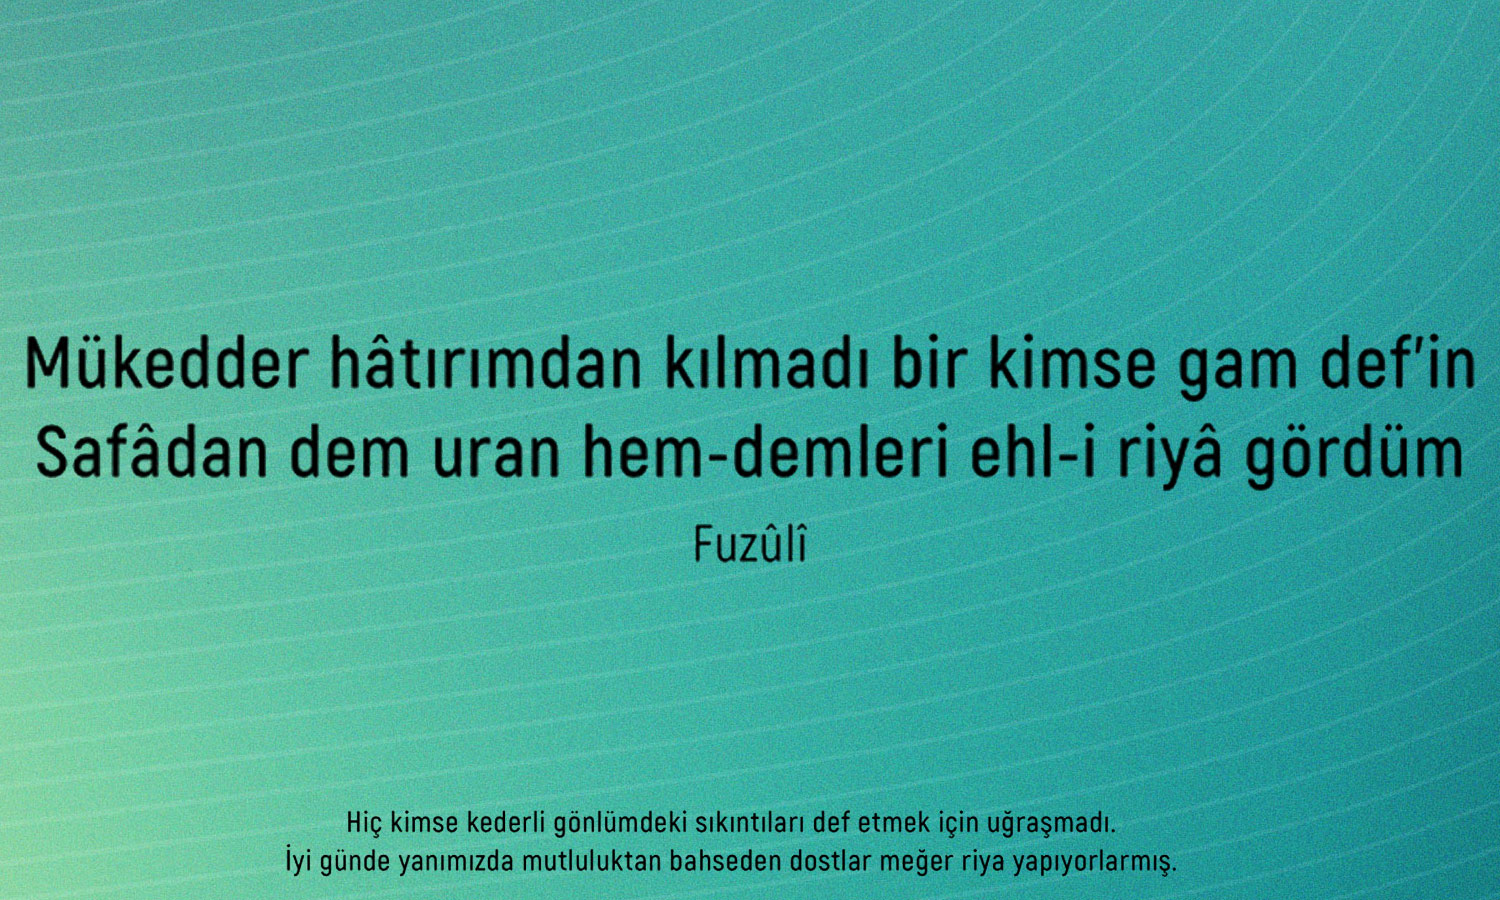 Mükedder hâtırımdan kılmadı bir kimse gam def'in
Safâdan dem uran hem-demleri ehl-i riyâ gördüm
Fuzûlî
Hiç kimse kederli gönlümdeki sıkıntıları def etmek için uğraşmadı.
İyi günde yanımızda mutluluktan bahseden dostlar meğer riya yapıyorlarmış.